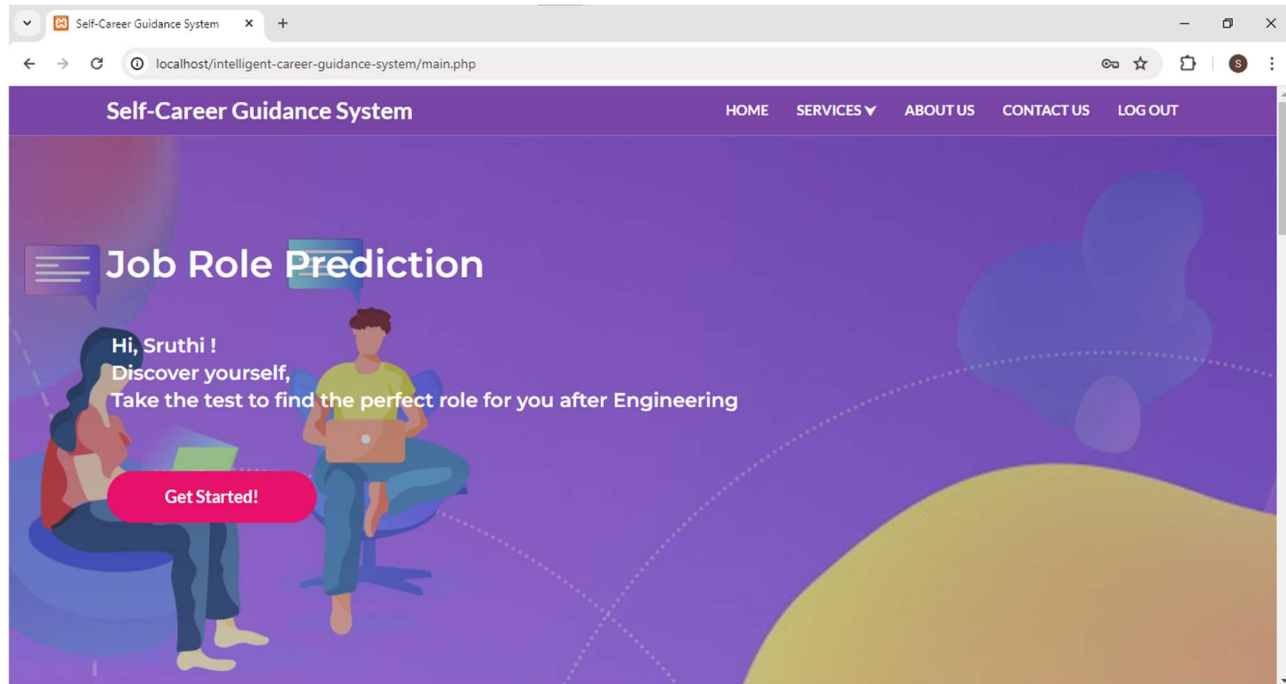 Self-Career Guidance System
localhost/intelligent-career-guidance-system/main.php
S
Self-Career Guidance System
HOME SERVICES ABOUT US CONTACT US LOG OUT
Job Role Prediction
Hi, Sruthi !
Discover yourself,
Take the test to find the perfect role for you after Engineering
Get Started!